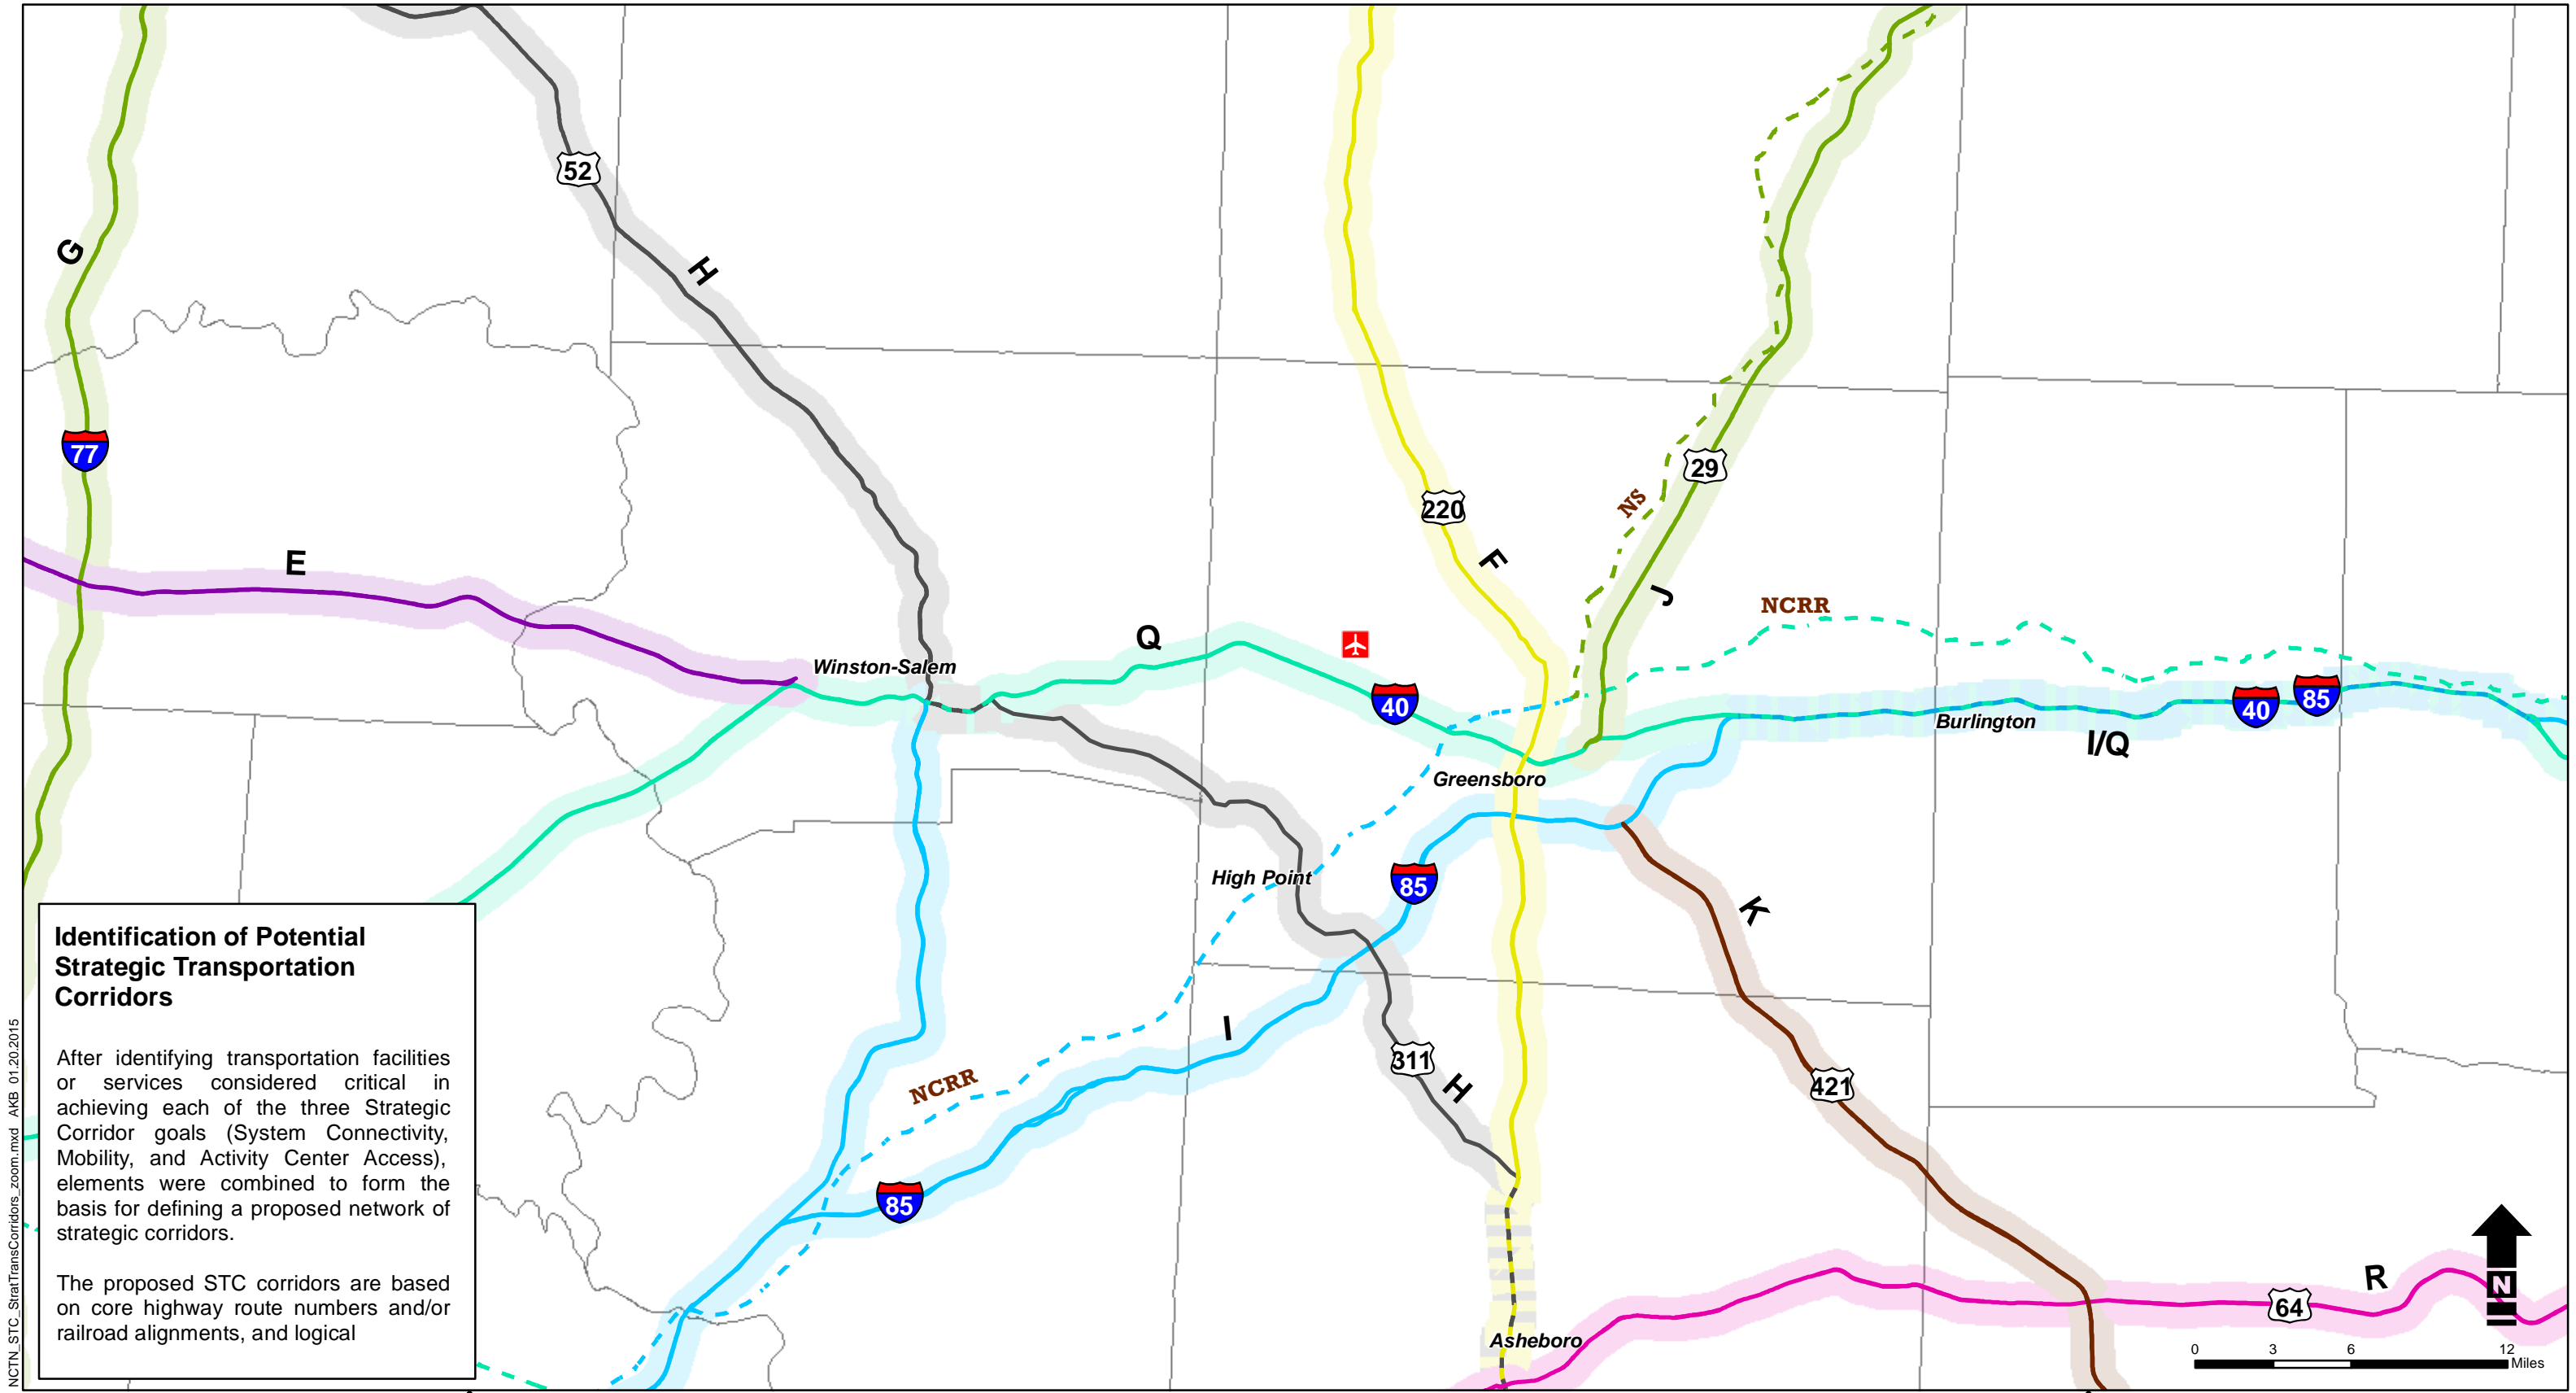 52
G
H
77
29
220
NS
E
F
J
NCRR
Q
Winston-Salem
40
40
85
Burlington
I/Q
Greensboro
High Point
85
K
Identification of Potential
Strategic Transportation
Corridors
After identifying transportation facilities
or services considered critical in
achieving each of the three Strategic
Corridor goals (System Connectivity,
Mobility, and Activity Center Access),
elements were combined to form the
basis for defining a proposed network of
strategic corridors.
The proposed STC corridors are based
on core highway route numbers and/or
railroad alignments, and logical
I
311
H
NCRR
421
85
R
64
N
Asheboro
0 3 6 12
Miles
NCTN_STC_StratTransCorridors_zoom.mxd AKB 01.20.2015